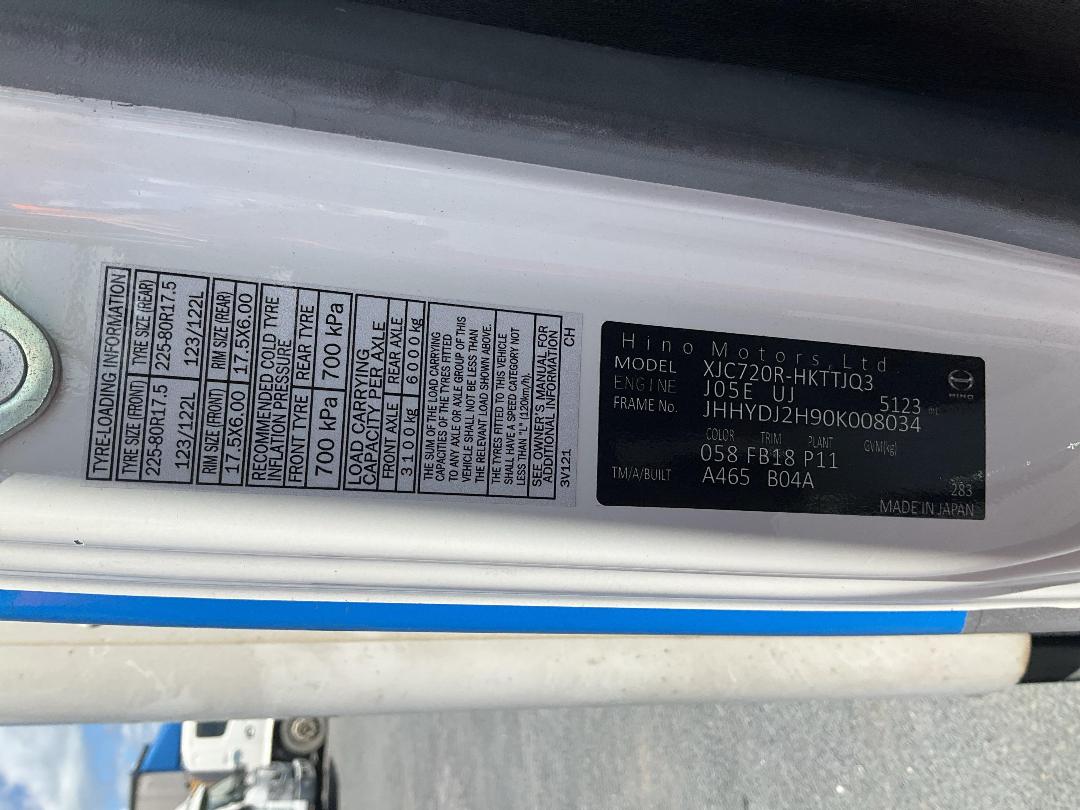 TYRE-LOADING INFORMATION
TYRE SIZE (FRONT) TYRE SIZE (REAR)
225-80R17.5 225-80R17.5
123/122L 123/122L
RIM SIZE (FRONT) RIM SIZE (REAR)
17.5X6.00 17.5X6.00
RECOMMENDED COLD TYRE
INFLATION PRESSURE
FRONT TYRE REAR TYRE
700 kPa 700 kPa
LOAD CARRYING
CAPACITY PER AXLE
FRONT AXLE REAR AXLE
3100kg 6000kg
THE SUM OF THE LOAD CARRYING
CAPACITIES OF THE TYRES FITTED
TO ANY AXLE OR AXLE GROUP OF THIS
VEHICLE SHALL NOT BE LESS THAN
THE RELEVANT LOAD SHOWN ABOVE.
THE TYRES FITTED TO THIS VEHICLE
SHALL HAVE A SPEED CATEGORY NOT
LESS THAN "L" (120km/h).
SEE OWNER'S MANUAL FOR
ADDITIONAL INFORMATION
3VY121 CH
Hino Motors, Ltd.
MODEL XJC720R-HKTTJQ3
ENGINE J05E UJ 5123 mL
FRAME No. JHHYDJ2H90K008034
COLOR TRIM PLANT GVM(kg)
058 FB18 P11
TM/A/BUILT A465 B04A
283
MADE IN JAPAN
HINO